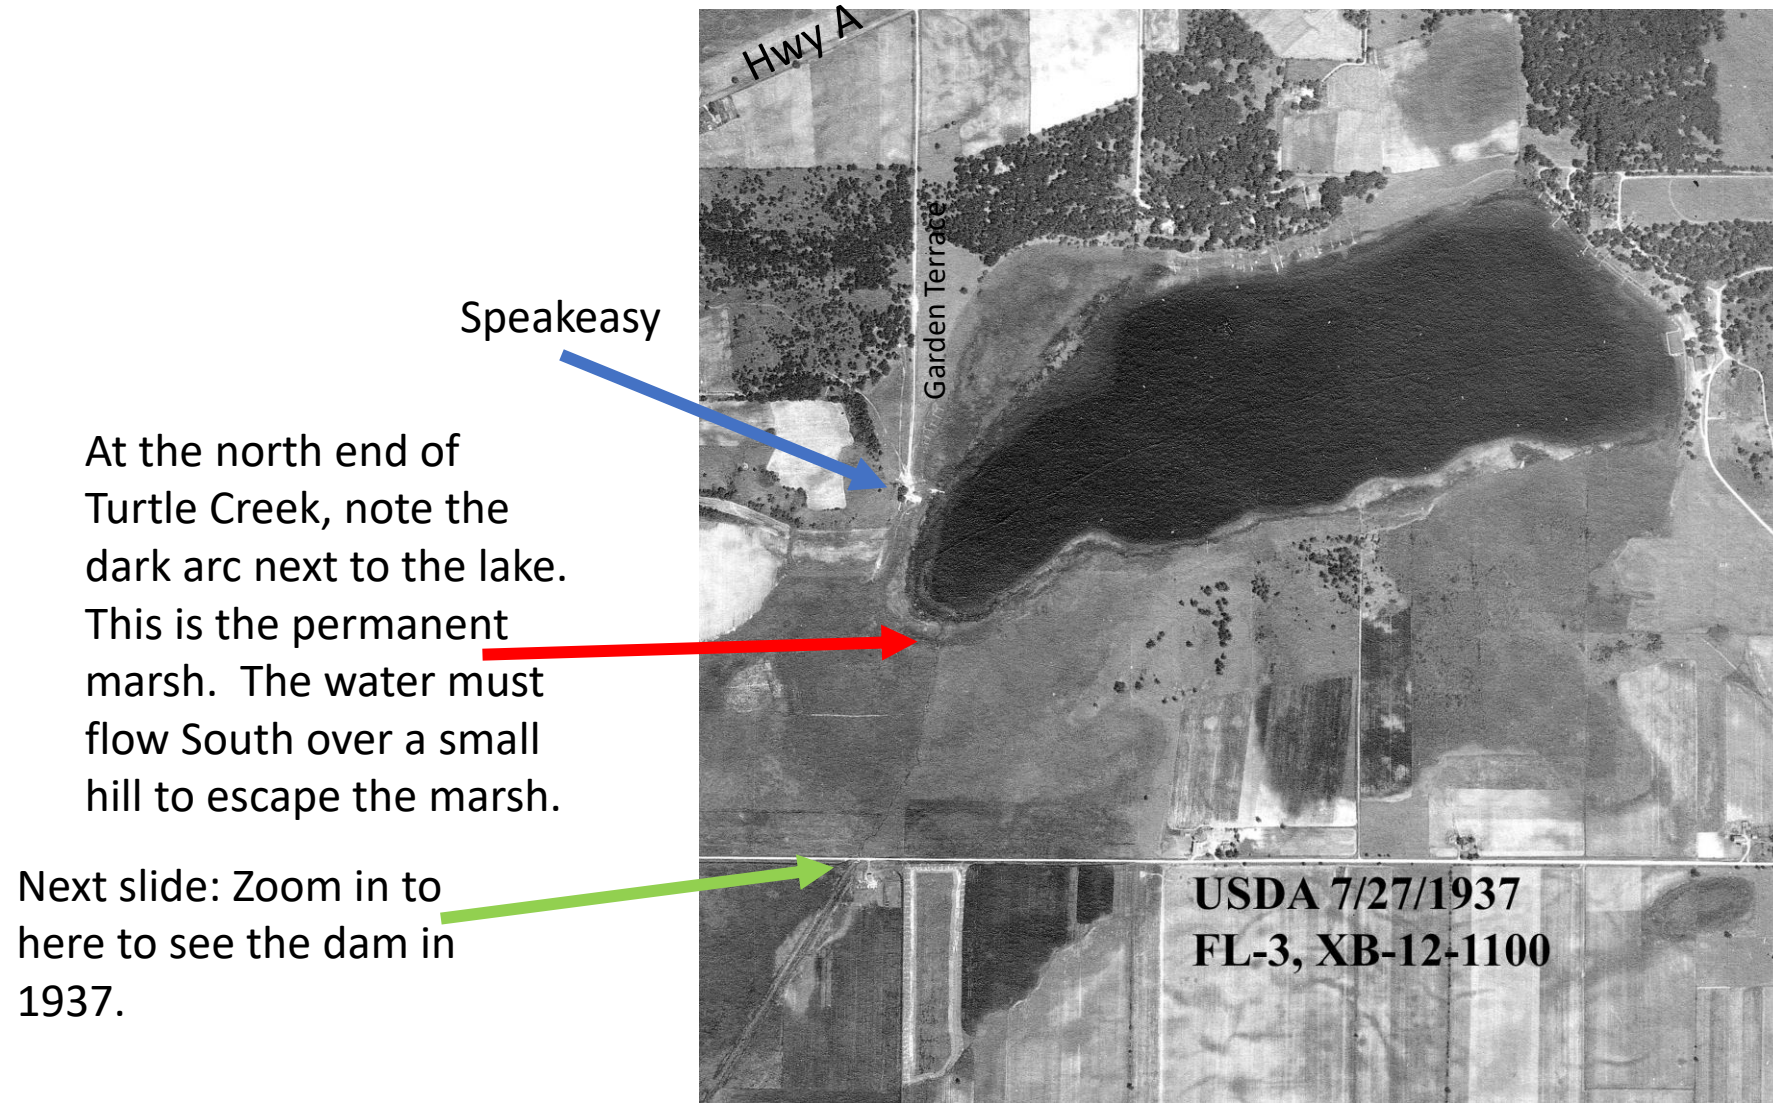 Hwy A
Garden Terrace
Speakeasy
At the north end of
Turtle Creek, note the
dark arc next to the lake.
This is the permanent
marsh.  The water must
flow South over a small
hill to escape the marsh.
Next slide: Zoom in to
here to see the dam in
1937.
USDA 7/27/1937
FL-3, XB-12-1100